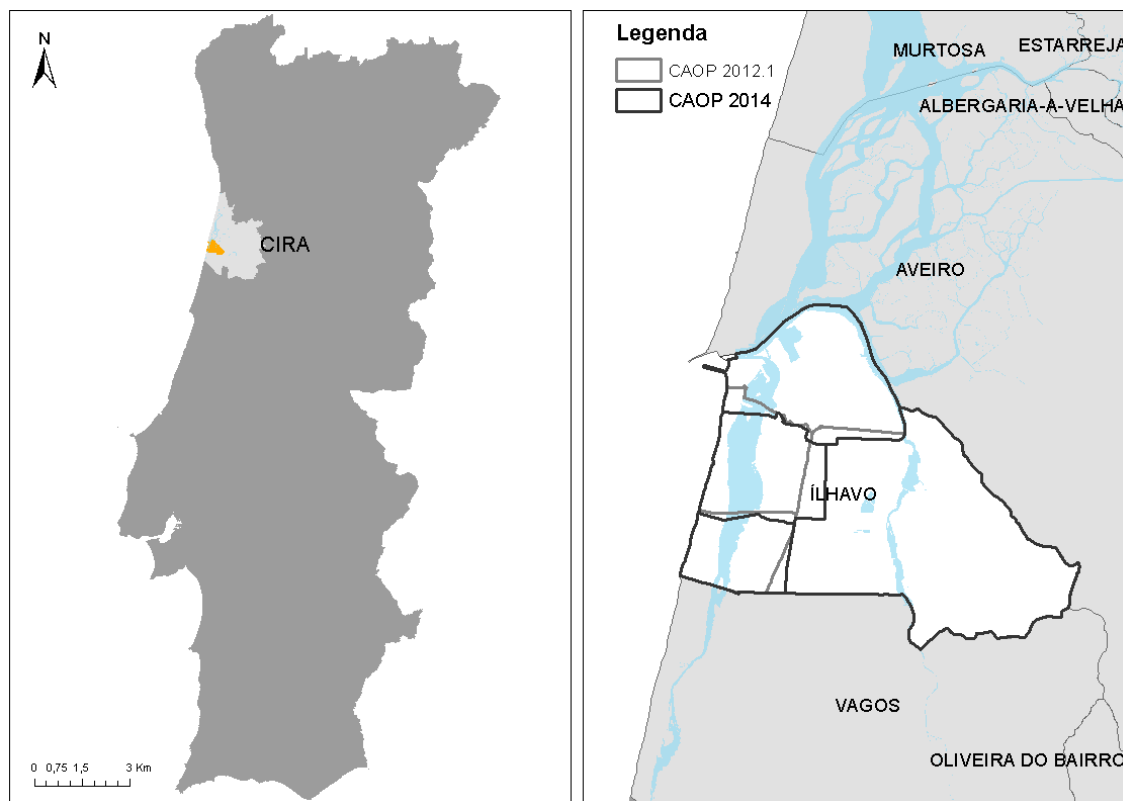 N
CIRA
0 0,75 1,5 3 Km
Legenda
CAOP 2012.1
CAOP 2014
MURTOSA
ESTARREJA
ALBERGARIA-A-VELHA
AVEIRO
ÍLHAVO
VAGOS
OLIVEIRA DO BAIRRO